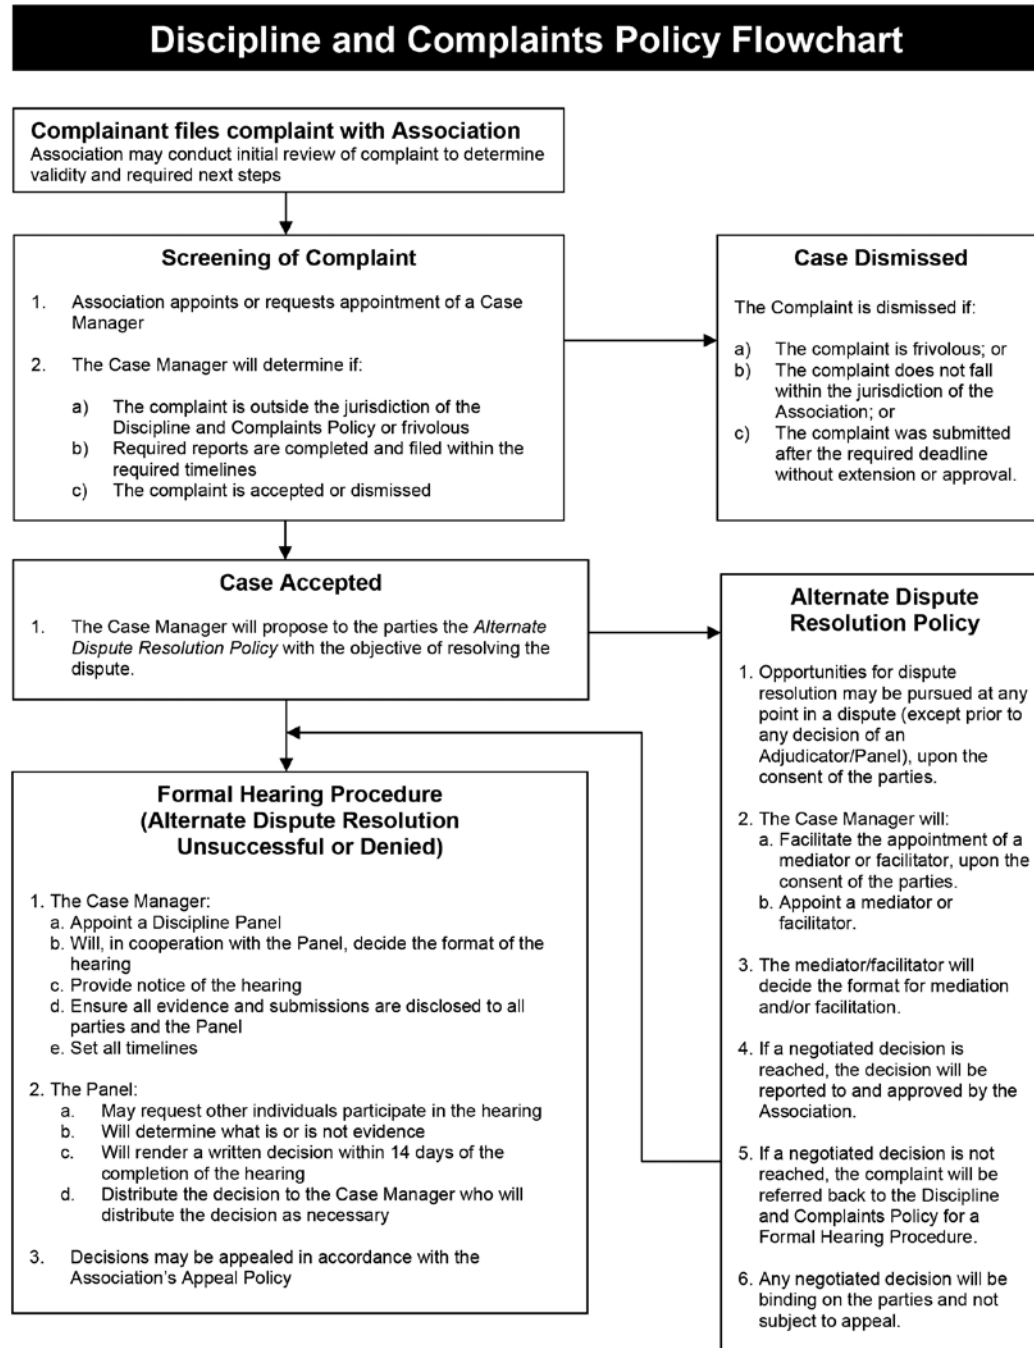 Discipline and Complaints Policy Flowchart
Complainant files complaint with Association
Association may conduct initial review of complaint to determine
validity and required next steps
Screening of Complaint
1. Association appoints or requests appointment of a Case
Manager
2. The Case Manager will determine if:
a) The complaint is outside the jurisdiction of the
Discipline and Complaints Policy or frivolous
b) Required reports are completed and filed within the
required timelines
c) The complaint is accepted or dismissed
Case Dismissed
The Complaint is dismissed if:
a) The complaint is frivolous; or
b) The complaint does not fall
within the jurisdiction of the
Association; or
c) The complaint was submitted
after the required deadline
without extension or approval.
Case Accepted
1. The Case Manager will propose to the parties the Alternate
Dispute Resolution Policy with the objective of resolving the
dispute.
Alternate Dispute
Resolution Policy
1. Opportunities for dispute
resolution may be pursued at any
point in a dispute (except prior to
any decision of an
Adjudicator/Panel), upon the
consent of the parties.
2. The Case Manager will:
a. Facilitate the appointment of a
mediator or facilitator, upon the
consent of the parties.
b. Appoint a mediator or
facilitator.
3. The mediator/facilitator will
decide the format for mediation
and/or facilitation.
4. If a negotiated decision is
reached, the decision will be
reported to and approved by the
Association.
5. If a negotiated decision is not
reached, the complaint will be
referred back to the Discipline
and Complaints Policy for a
Formal Hearing Procedure.
6. Any negotiated decision will be
binding on the parties and not
subject to appeal.
Formal Hearing Procedure
(Alternate Dispute Resolution
Unsuccessful or Denied)
1. The Case Manager:
a. Appoint a Discipline Panel
b. Will, in cooperation with the Panel, decide the format of the
hearing
c. Provide notice of the hearing
d. Ensure all evidence and submissions are disclosed to all
parties and the Panel
e. Set all timelines
2. The Panel:
a. May request other individuals participate in the hearing
b. Will determine what is or is not evidence
c. Will render a written decision within 14 days of the
completion of the hearing
d. Distribute the decision to the Case Manager who will
distribute the decision as necessary
3. Decisions may be appealed in accordance with the
Association's Appeal Policy